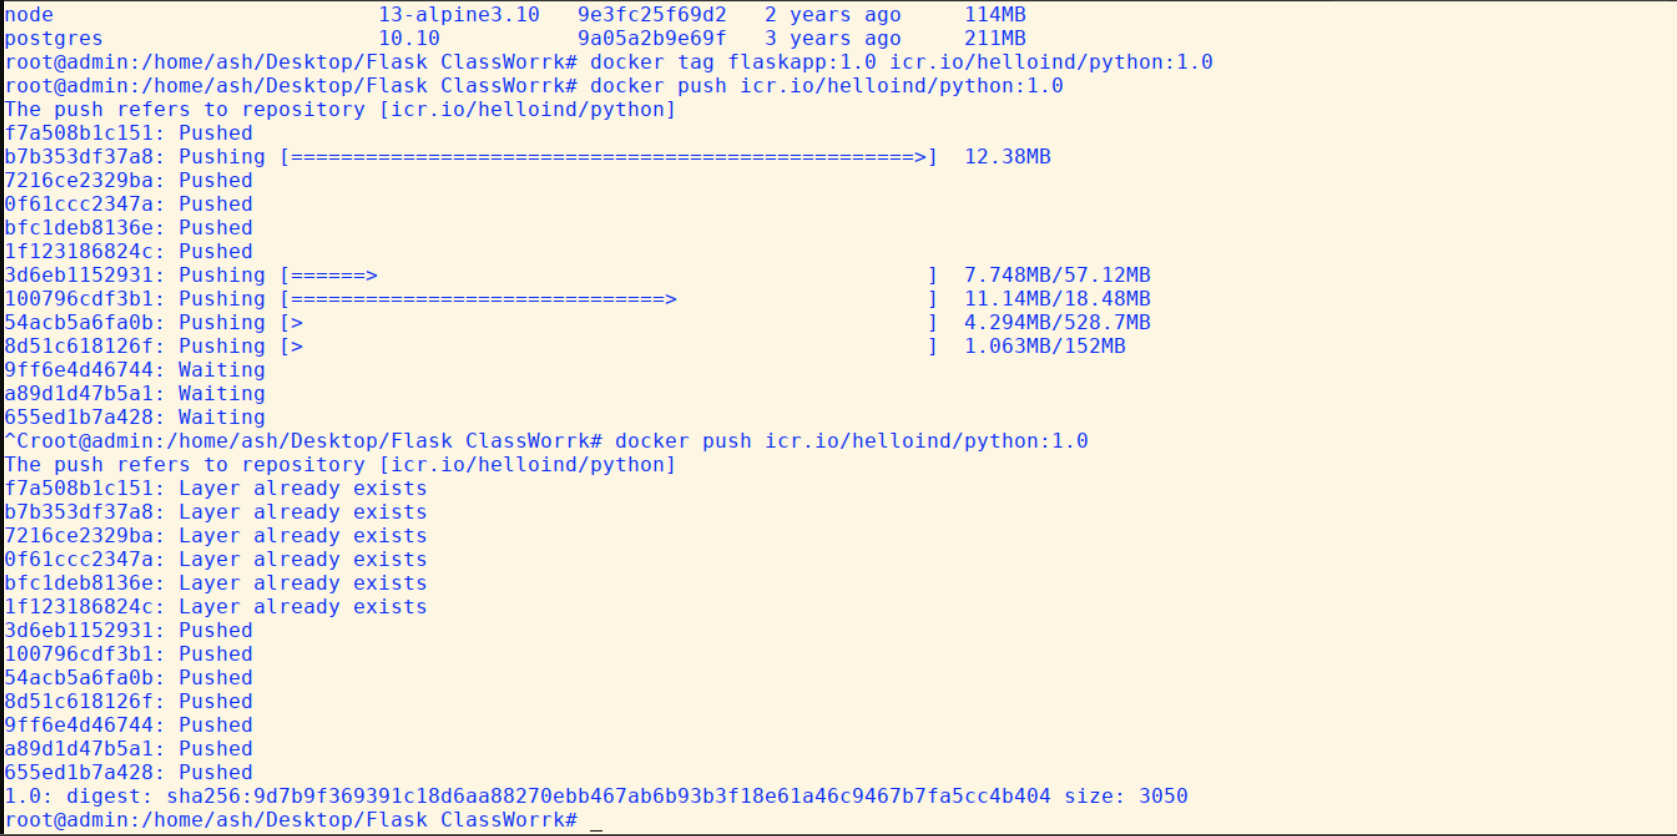 node                          13-alpine3.10   9e3fc25f69d2   2 years ago     114MB
postgres                      10.10           9a05a2b9e69f   3 years ago     211MB
root@admin:/home/ash/Desktop/Flask ClassWorrk# docker tag flaskapp:1.0 icr.io/helloind/python:1.0
root@admin:/home/ash/Desktop/Flask ClassWorrk# docker push icr.io/helloind/python:1.0
The push refers to repository [icr.io/helloind/python]
f7a508b1c151: Pushed
b7b353df37a8: Pushing [==================================================>]  12.38MB
7216ce2329ba: Pushed
0f61ccc2347a: Pushed
bfc1deb8136e: Pushed
1f123186824c: Pushed
3d6eb1152931: Pushing [======>                                            ]  7.748MB/57.12MB
100796cdf3b1: Pushing [==============================>                    ]  11.14MB/18.48MB
54acb5a6fa0b: Pushing [>                                                  ]  4.294MB/528.7MB
8d51c618126f: Pushing [>                                                  ]  1.063MB/152MB
9ff6e4d46744: Waiting
a89d1d47b5a1: Waiting
655ed1b7a428: Waiting
^Croot@admin:/home/ash/Desktop/Flask ClassWorrk# docker push icr.io/helloind/python:1.0
The push refers to repository [icr.io/helloind/python]
f7a508b1c151: Layer already exists
b7b353df37a8: Layer already exists
7216ce2329ba: Layer already exists
0f61ccc2347a: Layer already exists
bfc1deb8136e: Layer already exists
1f123186824c: Layer already exists
3d6eb1152931: Pushed
100796cdf3b1: Pushed
54acb5a6fa0b: Pushed
8d51c618126f: Pushed
9ff6e4d46744: Pushed
a89d1d47b5a1: Pushed
655ed1b7a428: Pushed
1.0: digest: sha256:9d7b9f369391c18d6aa88270ebb467ab6b93b3f18e61a46c9467b7fa5cc4b404 size: 3050
root@admin:/home/ash/Desktop/Flask ClassWorrk# _